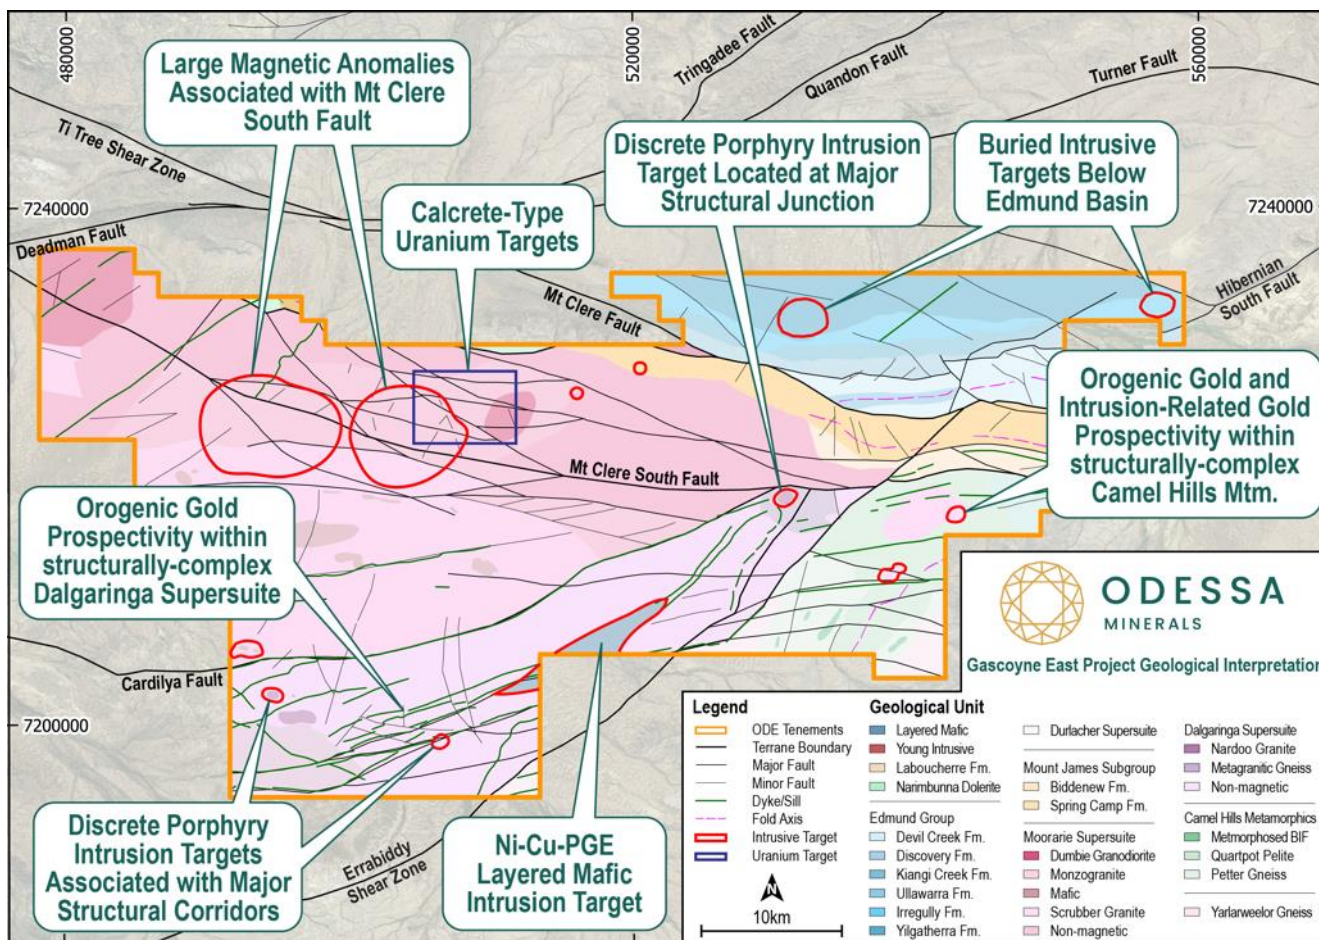 480000
520000
560000
7240000
7240000
7200000
Large Magnetic Anomalies
Associated with Mt Clere
South Fault
Calcrete-Type
Uranium Targets
Discrete Porphyry Intrusion
Target Located at Major
Structural Junction
Buried Intrusive
Targets Below
Edmund Basin
Tringadee Fault
Quandon Fault
Turner Fault
Ti Tree Shear Zone
Deadman Fault
Mt Clere Fault
Hibernian
South Fault
Mt Clere South Fault
Orogenic Gold and
Intrusion-Related Gold
Prospectivity within
structurally-complex
Camel Hills Mtm.
Orogenic Gold
Prospectivity within
structurally-complex
Dalgaringa Supersuite
Cardilya Fault
Discrete Porphyry
Intrusion Targets
Associated with Major
Structural Corridors
Errabiddy
Shear Zone
Ni-Cu-PGE
Layered Mafic
Intrusion Target
ODESSA
MINERALS
Gascoyne East Project Geological Interpretation
Legend
ODE Tenements
Terrane Boundary
Major Fault
Minor Fault
Dyke/Sill
Fold Axis
Intrusive Target
Uranium Target
N
10km
Geological Unit
Layered Mafic
Young Intrusive
Laboucherre Fm.
Narimbunna Dolerite
Edmund Group
Devil Creek Fm.
Discovery Fm.
Kiangi Creek Fm.
Ullawarra Fm.
Irregully Fm.
Yilgatherra Fm.
Durlacher Supersuite
Mount James Subgroup
Biddenew Fm.
Spring Camp Fm.
Moorarie Supersuite
Dumbie Granodiorite
Monzogranite
Mafic
Scrubber Granite
Non-magnetic
Dalgaringa Supersuite
Nardoo Granite
Metagranitic Gneiss
Non-magnetic
Camel Hills Metamorphics
Metmorphosed BIF
Quartpot Pelite
Petter Gneiss
Yarlarweelor Gneiss